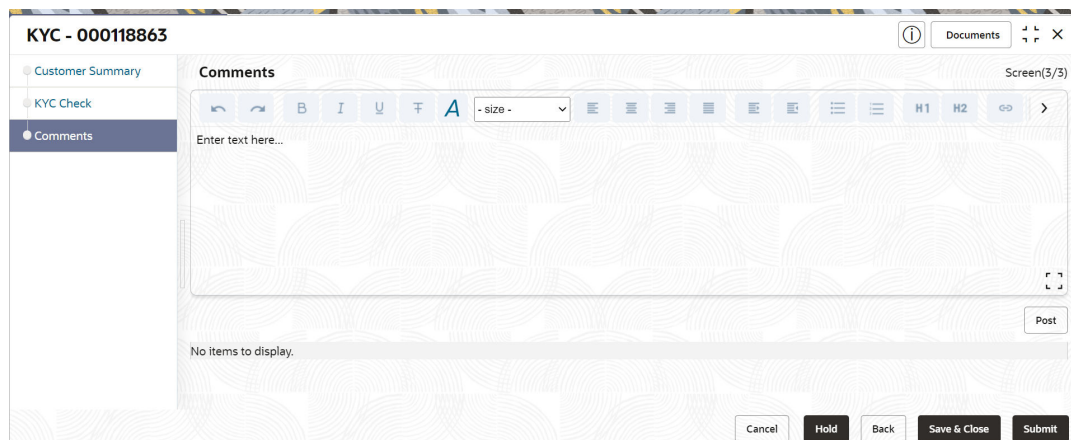 KYC - 000118863
Documents
Customer Summary
KYC Check
Comments
Comments
Screen(3/3)
B I U T A - size - H1 H2
Enter text here...
Post
No items to display.
Cancel Hold Back Save & Close Submit